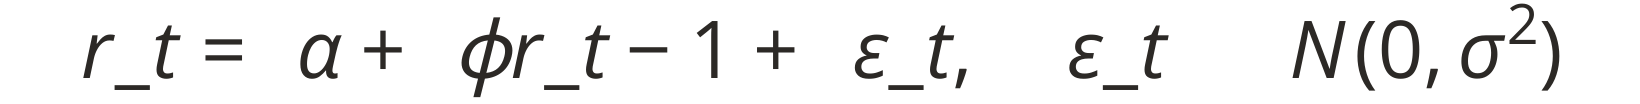 r_t = α + ϕr_t − 1 + ε_t, ε_t N(0, σ²)